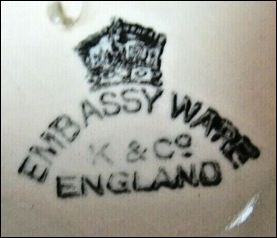 EMBASSY WARE
K & Co
ENGLAND